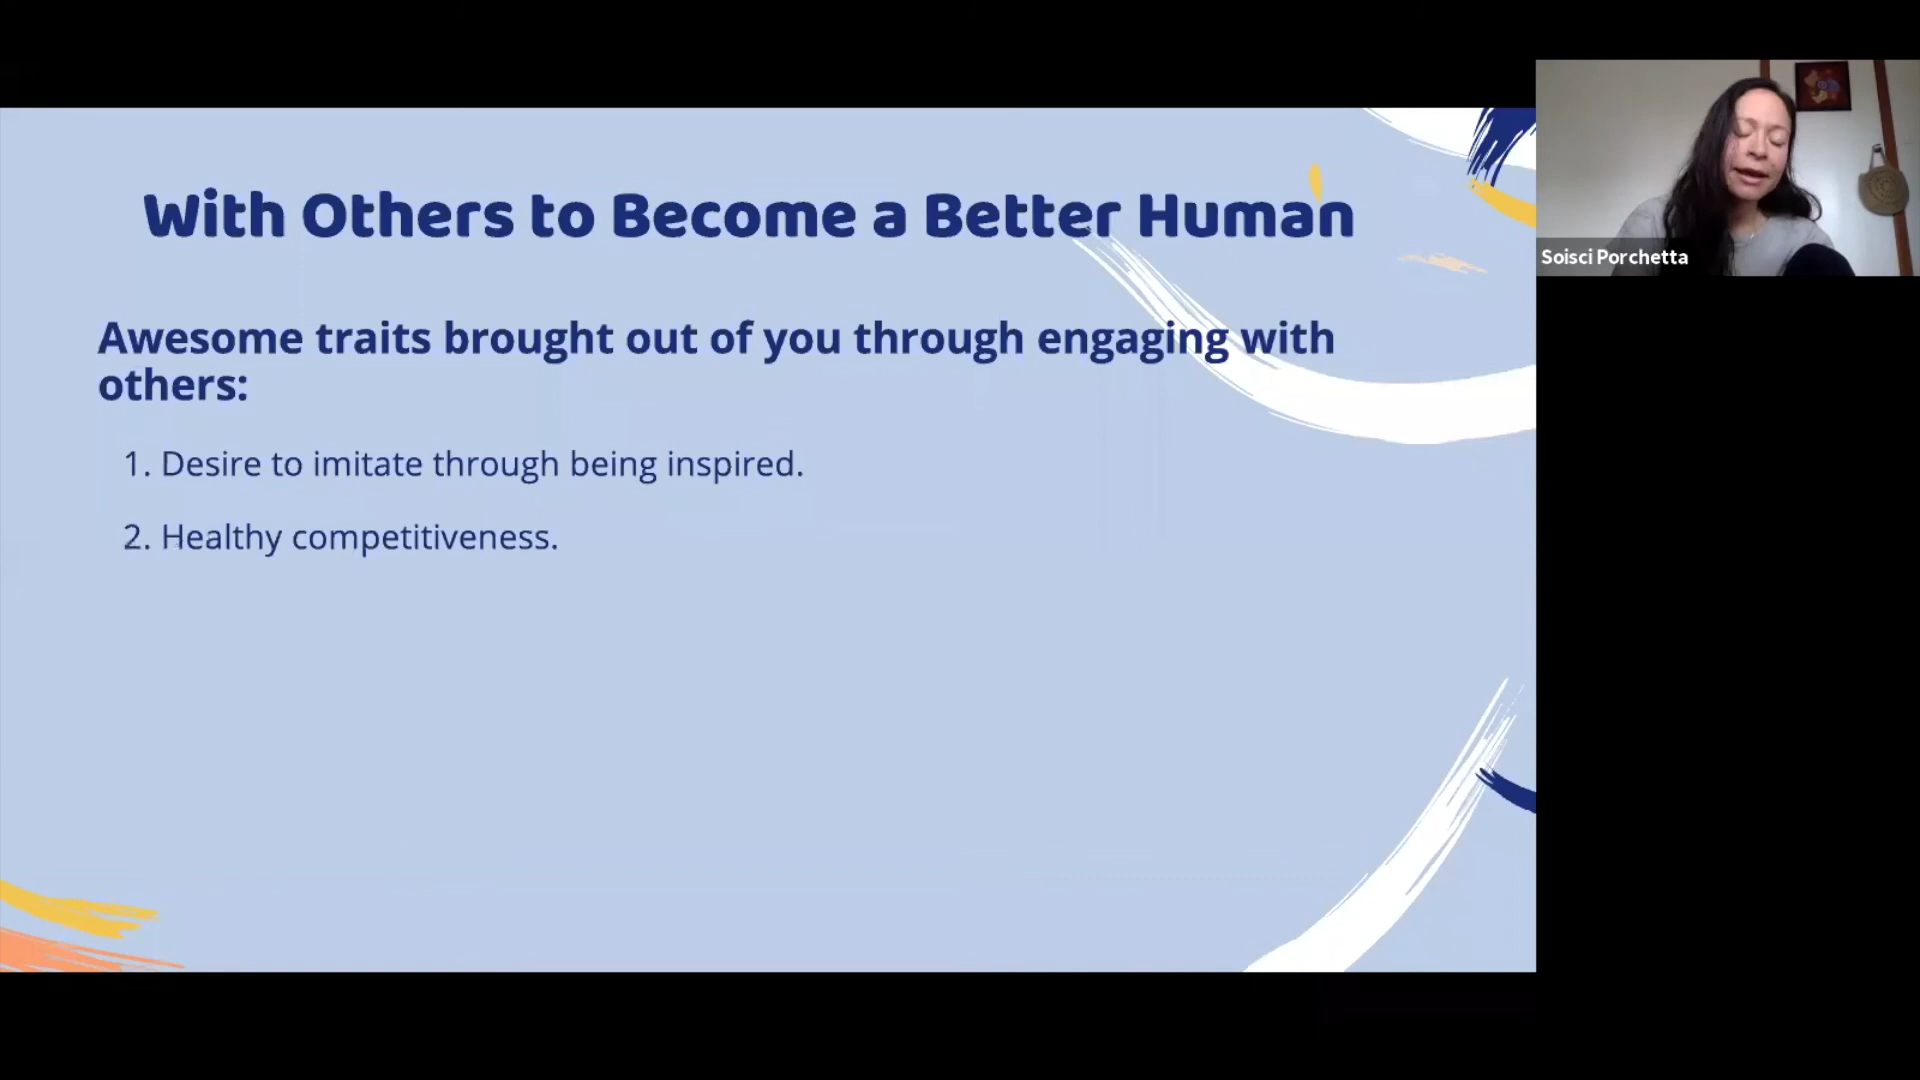 With Others to Become a Better Human
Awesome traits brought out of you through engaging with
others:
1. Desire to imitate through being inspired.
2. Healthy competitiveness.
Soisci Porchetta